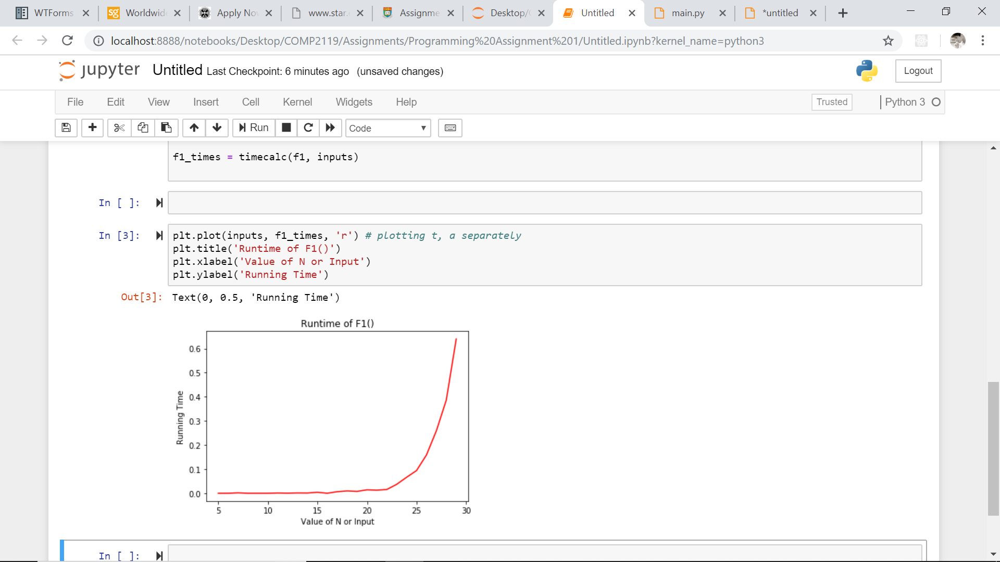 WTForms
sg Worldwid
Apply No
www.star.
Assignme
Desktop/
Untitled
main.py
*untitled
localhost:8888/notebooks/Desktop/COMP2119/Assignments/Programming%20Assignment%201/Untitled.ipynb?kernel_name=python3
jupyter Untitled Last Checkpoint: 6 minutes ago (unsaved changes)
Logout
File Edit View Insert Cell Kernel Widgets Help
Trusted Python 3
Run
Code
f1_times = timecalc(f1, inputs)
In [ ]:
In [3]:
plt.plot(inputs, f1_times, 'r') # plotting t, a separately
plt.title('Runtime of F1()')
plt.xlabel('Value of N or Input')
plt.ylabel('Running Time')
Out[3]: Text(0, 0.5, 'Running Time')
Runtime of F1()
0.6
0.5
0.4
0.3
0.2
0.1
0.0
Running Time
5 10 15 20 25 30
Value of N or Input
In [ ]: